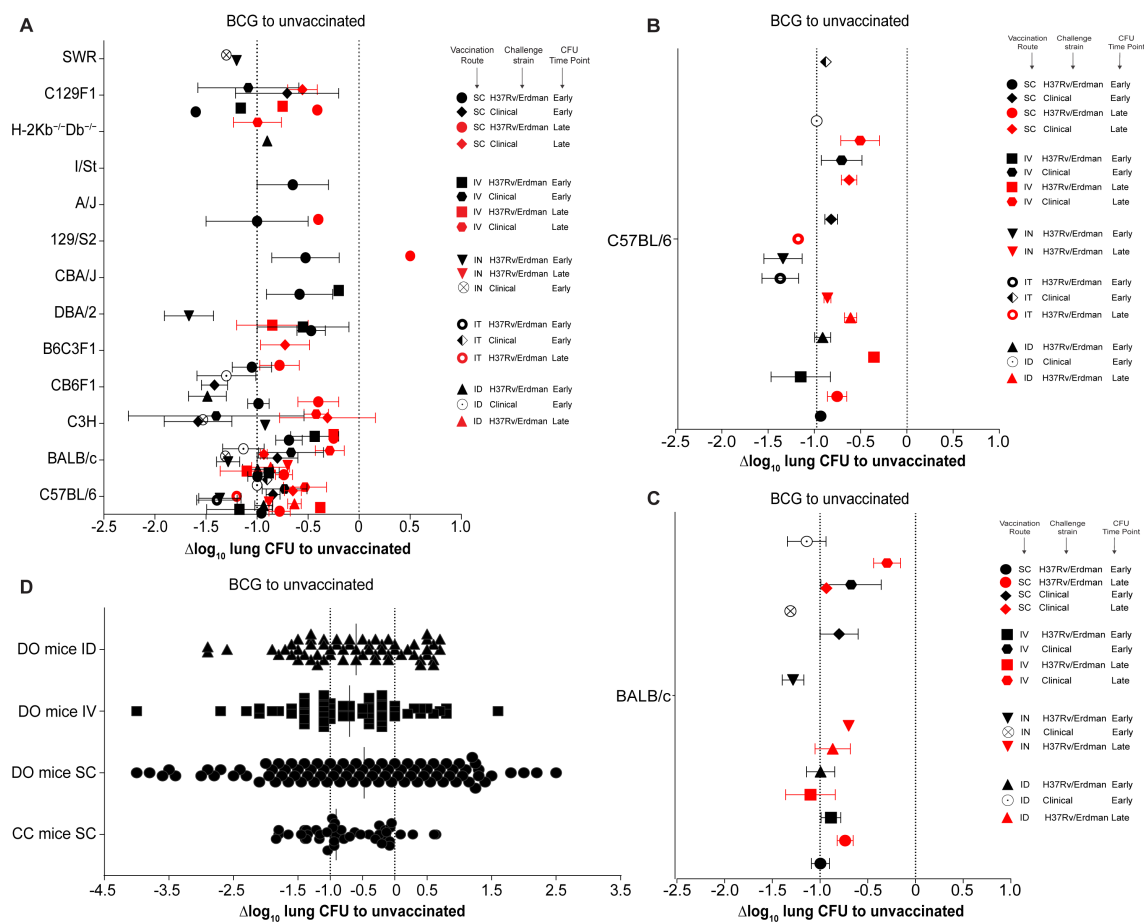 A
BCG to unvaccinated
SWR
C129F1
H-2Kb⁻/⁻Db⁻/⁻
I/St
A/J
129/S2
CBA/J
DBA/2
B6C3F1
CB6F1
C3H
BALB/c
C57BL/6
-2.5 -2.0 -1.5 -1.0 -0.5 0.0 0.5 1.0
Δlog₁₀ lung CFU to unvaccinated
Vaccination Challenge CFU
Route strain Time Point
SC H37Rv/Erdman Early
SC Clinical Early
SC H37Rv/Erdman Late
SC Clinical Late
IV H37Rv/Erdman Early
IV Clinical Early
IV H37Rv/Erdman Late
IV Clinical Late
IN H37Rv/Erdman Early
IN H37Rv/Erdman Late
IN Clinical Early
IT H37Rv/Erdman Early
IT Clinical Early
IT H37Rv/Erdman Late
ID H37Rv/Erdman Early
ID Clinical Early
ID H37Rv/Erdman Late
B
BCG to unvaccinated
C57BL/6
-2.5 -2.0 -1.5 -1.0 -0.5 0.0 0.5 1.0
Δlog₁₀ lung CFU to unvaccinated
Vaccination Challenge CFU
Route strain Time Point
SC H37Rv/Erdman Early
SC Clinical Early
SC H37Rv/Erdman Late
SC Clinical Late
IV H37Rv/Erdman Early
IV Clinical Early
IV H37Rv/Erdman Late
IV Clinical Late
IN H37Rv/Erdman Early
IN H37Rv/Erdman Late
IT H37Rv/Erdman Early
IT Clinical Early
IT H37Rv/Erdman Late
ID H37Rv/Erdman Early
ID Clinical Early
ID H37Rv/Erdman Late
C
BCG to unvaccinated
BALB/c
-2.5 -2.0 -1.5 -1.0 -0.5 0.0 0.5 1.0
Δlog₁₀ lung CFU to unvaccinated
Vaccination Challenge CFU
Route strain Time Point
SC H37Rv/Erdman Early
SC H37Rv/Erdman Late
SC Clinical Early
SC Clinical Late
IV H37Rv/Erdman Early
IV Clinical Early
IV H37Rv/Erdman Late
IV Clinical Late
IN H37Rv/Erdman Early
IN Clinical Early
IN H37Rv/Erdman Late
ID H37Rv/Erdman Early
ID Clinical Early
ID H37Rv/Erdman Late
D
BCG to unvaccinated
DO mice ID
DO mice IV
DO mice SC
CC mice SC
-4.5 -3.5 -2.5 -1.5 -0.5 0.5 1.5 2.5 3.5
Δlog₁₀ lung CFU to unvaccinated